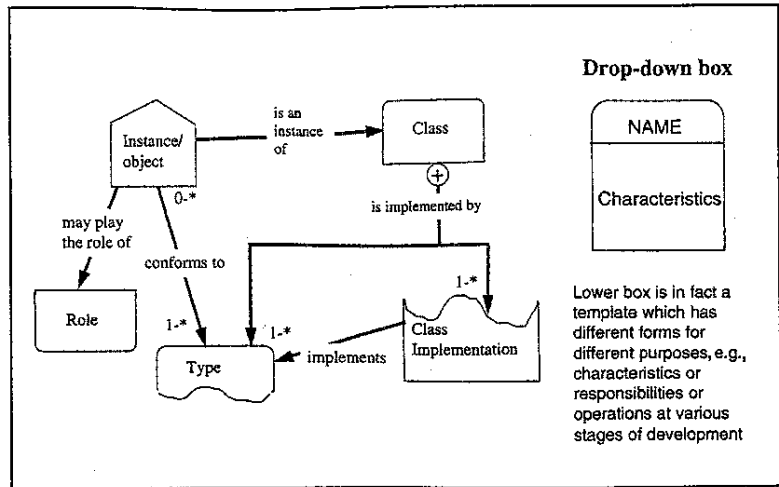 Drop-down box
is an
instance
of
Instance/
object
Class
NAME
0-*
Characteristics
is implemented by
may play
the role of
conforms to
1-*
Role
1-*
1-*
Type
implements
Class
Implementation
Lower box is in fact a
template which has
different forms for
different purposes, e.g.,
characteristics or
responsibilities or
operations at various
stages of development